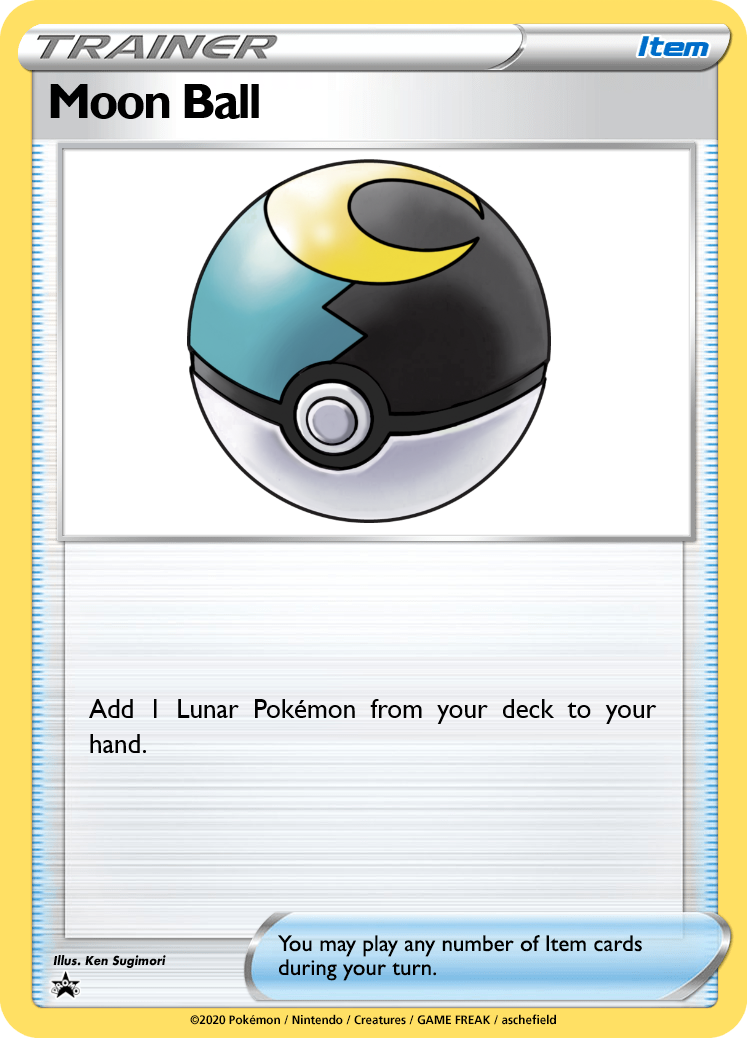 TRAINER
Item
Moon Ball
Add 1 Lunar Pokémon from your deck to your
hand.
You may play any number of Item cards
during your turn.
Illus. Ken Sugimori
PROMO
©2020 Pokémon / Nintendo / Creatures / GAME FREAK / aschefield